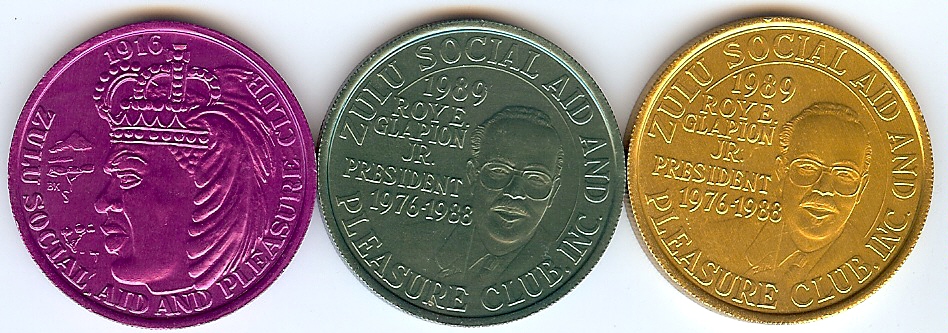 1916
ZULU SOCIAL, AID AND PLEASURE CLUB
BK
ZULU SOCIAL AID AND PLEASURE CLUB, INC
1989
ROY E.
GLAPION
JR.
PRESIDENT
1976-1988
ZULU SOCIAL AID AND PLEASURE CLUB, INC
1989
ROY E.
GLAPION
JR.
PRESIDENT
1976-1988